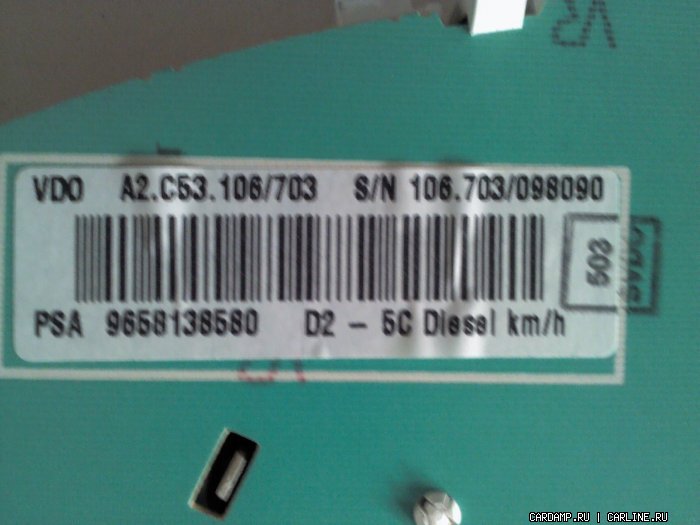 VDO A2.C53.106/703 S/N 106.703/098090
503
PSA 9658138580 D2 - 5C Diesel km/h
CARDAMP.RU | CARLINE.RU